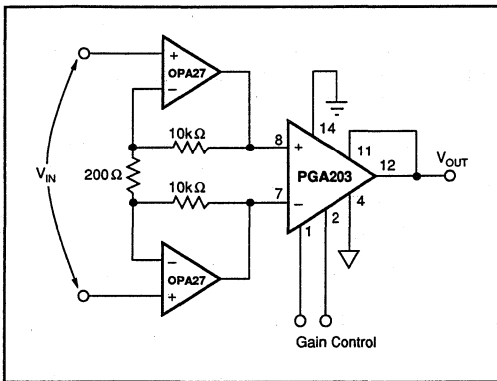 +
OPA27
−
14
10kΩ
8
+
11
PGA203
12
V_OUT
V_IN
200Ω
10kΩ
7
−
4
2
1
−
OPA27
+
Gain Control